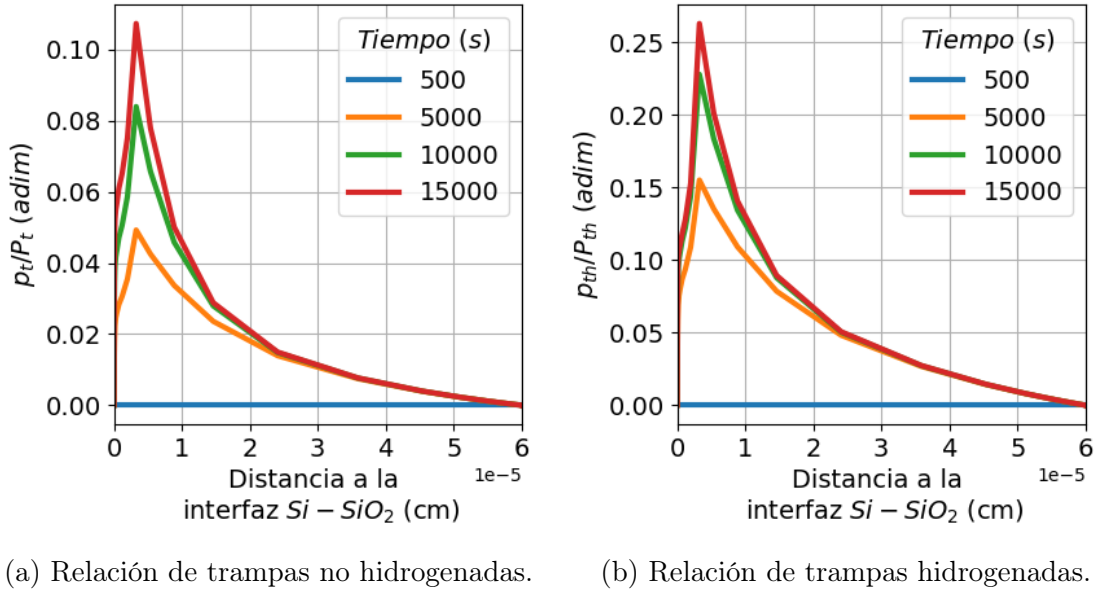 0.10
0.08
0.06
0.04
0.02
0.00
p_t/P_t (adim)
Tiempo (s)
500
5000
10000
15000
0 1 2 3 4 5 6
1e-5
Distancia a la
interfaz Si − SiO₂ (cm)
(a) Relación de trampas no hidrogenadas.
0.25
0.20
0.15
0.10
0.05
0.00
p_th/P_th (adim)
Tiempo (s)
500
5000
10000
15000
0 1 2 3 4 5 6
1e-5
Distancia a la
interfaz Si − SiO₂ (cm)
(b) Relación de trampas hidrogenadas.